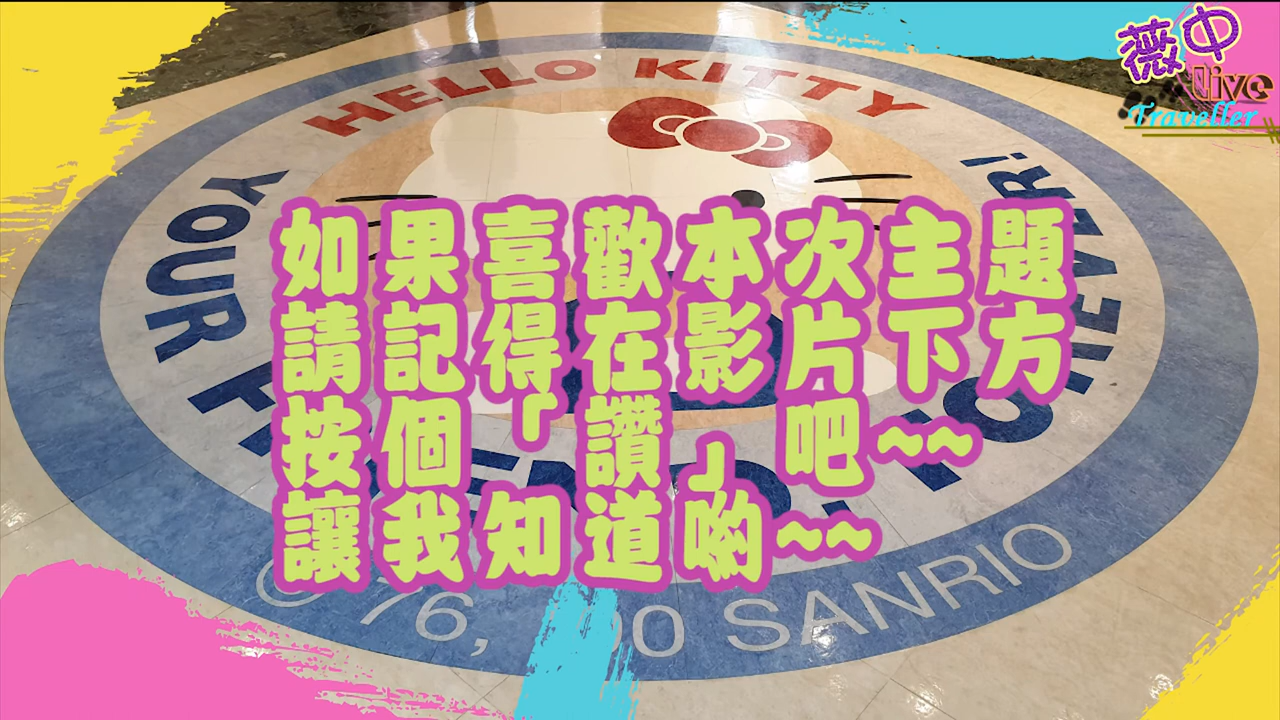 薇中
Live
Traveller
HELLO KITTY
YOUR
FOREVER!
如果喜歡本次主題
請記得在影片下方
按個「讚」吧~~
讓我知道喲~~
SANRIO